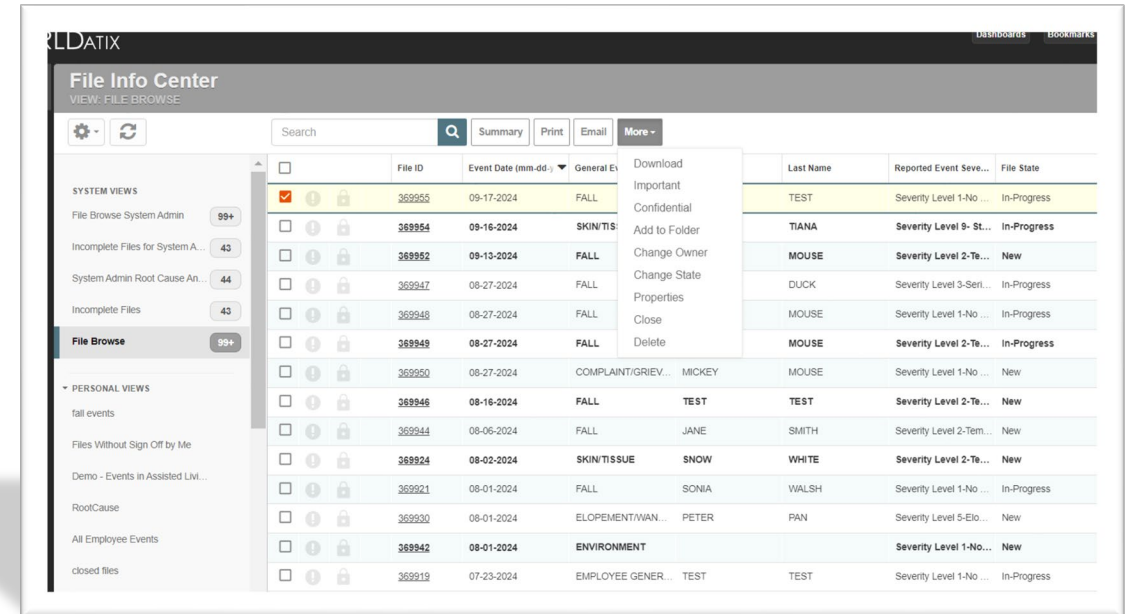 RLDATIX
Dashboards Bookmarks
File Info Center
VIEW: FILE BROWSE
Search Summary Print Email More
File ID Event Date (mm-dd-y General Ev Last Name Reported Event Seve... File State
Download
Important
Confidential
Add to Folder
Change Owner
Change State
Properties
Close
Delete
SYSTEM VIEWS
File Browse System Admin 99+
Incomplete Files for System A... 43
System Admin Root Cause An... 44
Incomplete Files 43
File Browse 99+
PERSONAL VIEWS
fall events
Files Without Sign Off by Me
Demo - Events in Assisted Livi...
RootCause
All Employee Events
closed files
369955 09-17-2024 FALL TEST Severity Level 1-No ... In-Progress
369954 09-16-2024 SKIN/TIS TIANA Severity Level 9- St... In-Progress
369952 09-13-2024 FALL MOUSE Severity Level 2-Te... New
369947 08-27-2024 FALL DUCK Severity Level 3-Seri... In-Progress
369948 08-27-2024 FALL MOUSE Severity Level 1-No ... In-Progress
369949 08-27-2024 FALL MOUSE Severity Level 2-Te... In-Progress
369950 08-27-2024 COMPLAINT/GRIEV... MICKEY MOUSE Severity Level 1-No ... New
369946 08-16-2024 FALL TEST TEST Severity Level 2-Te... New
369944 08-06-2024 FALL JANE SMITH Severity Level 2-Tem... New
369924 08-02-2024 SKIN/TISSUE SNOW WHITE Severity Level 2-Te... New
369921 08-01-2024 FALL SONIA WALSH Severity Level 1-No ... In-Progress
369930 08-01-2024 ELOPEMENT/WAN... PETER PAN Severity Level 5-Elo... New
369942 08-01-2024 ENVIRONMENT Severity Level 1-No... New
369919 07-23-2024 EMPLOYEE GENER... TEST TEST Severity Level 1-No ... In-Progress